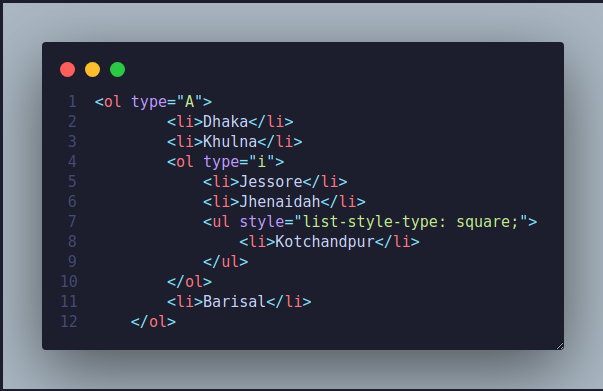 1 <ol type="A">
2         <li>Dhaka</li>
3         <li>Khulna</li>
4         <ol type="i">
5             <li>Jessore</li>
6             <li>Jhenaidah</li>
7             <ul style="list-style-type: square;">
8                 <li>Kotchandpur</li>
9             </ul>
10         </ol>
11         <li>Barisal</li>
12     </ol>